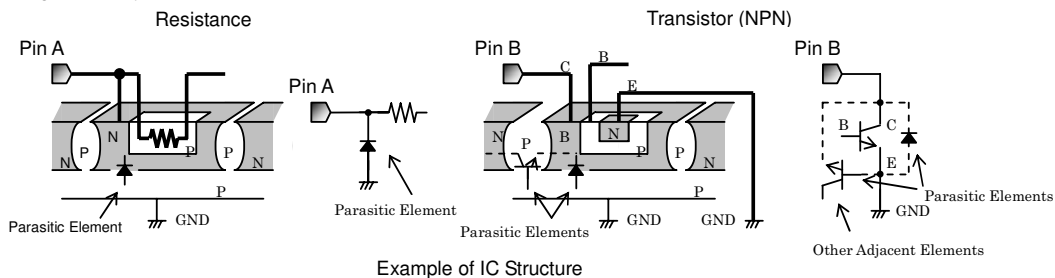 Resistance
Transistor (NPN)
Pin A
Pin B
B
C
E
Pin B
Pin A
N
N
P
P
P
N
P
Parasitic Element
GND
Parasitic Element
N
P
B
N
P
P
N
P
Parasitic Elements
GND
GND
B
C
E
GND
Parasitic Elements
Other Adjacent Elements
Example of IC Structure